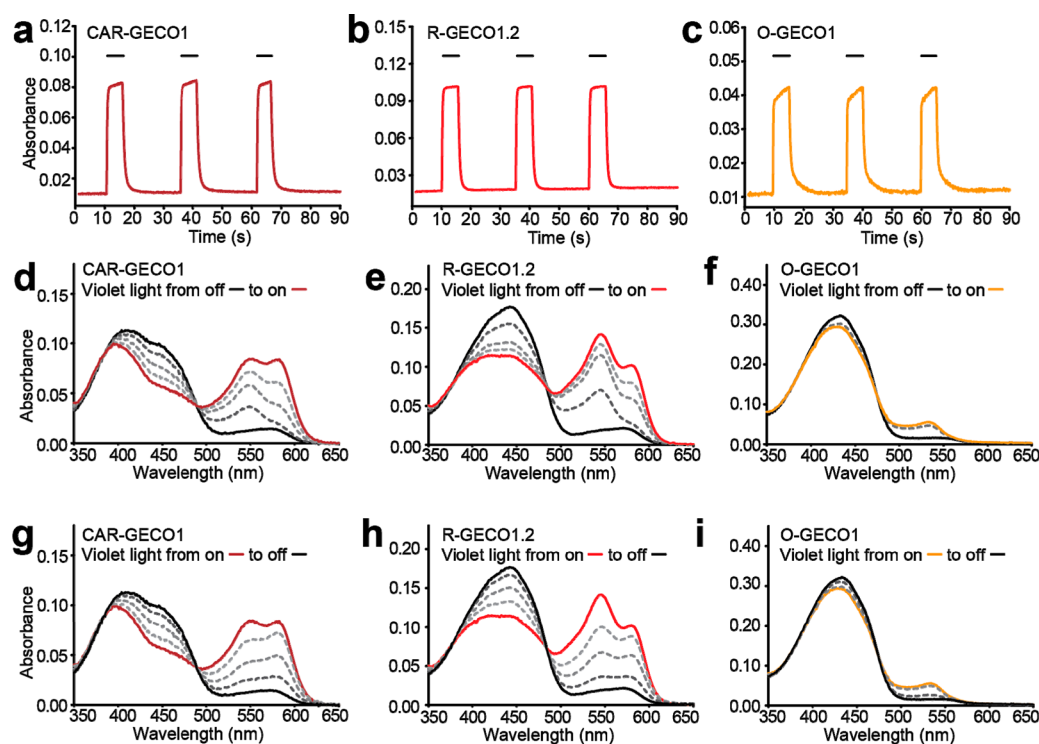 a CAR-GECO1
b R-GECO1.2
c O-GECO1
Absorbance
0.12
0.10
0.08
0.06
0.04
0.02
0 10 20 30 40 50 60 70 80 90
Time (s)
0.15
0.12
0.09
0.06
0.03
0 10 20 30 40 50 60 70 80 90
Time (s)
0.06
0.05
0.04
0.03
0.02
0.01
0 10 20 30 40 50 60 70 80 90
Time (s)
d CAR-GECO1
Violet light from off to on
Absorbance
0.15
0.10
0.05
0.00
350 400 450 500 550 600 650
Wavelength (nm)
e R-GECO1.2
Violet light from off to on
0.20
0.15
0.10
0.05
0.00
350 400 450 500 550 600 650
Wavelength (nm)
f O-GECO1
Violet light from off to on
0.40
0.30
0.20
0.10
0.00
350 400 450 500 550 600 650
Wavelength (nm)
g CAR-GECO1
Violet light from on to off
Absorbance
0.15
0.10
0.05
0.00
350 400 450 500 550 600 650
Wavelength (nm)
h R-GECO1.2
Violet light from on to off
0.20
0.15
0.10
0.05
0.00
350 400 450 500 550 600 650
Wavelength (nm)
i O-GECO1
Violet light from on to off
0.40
0.30
0.20
0.10
0.00
350 400 450 500 550 600 650
Wavelength (nm)